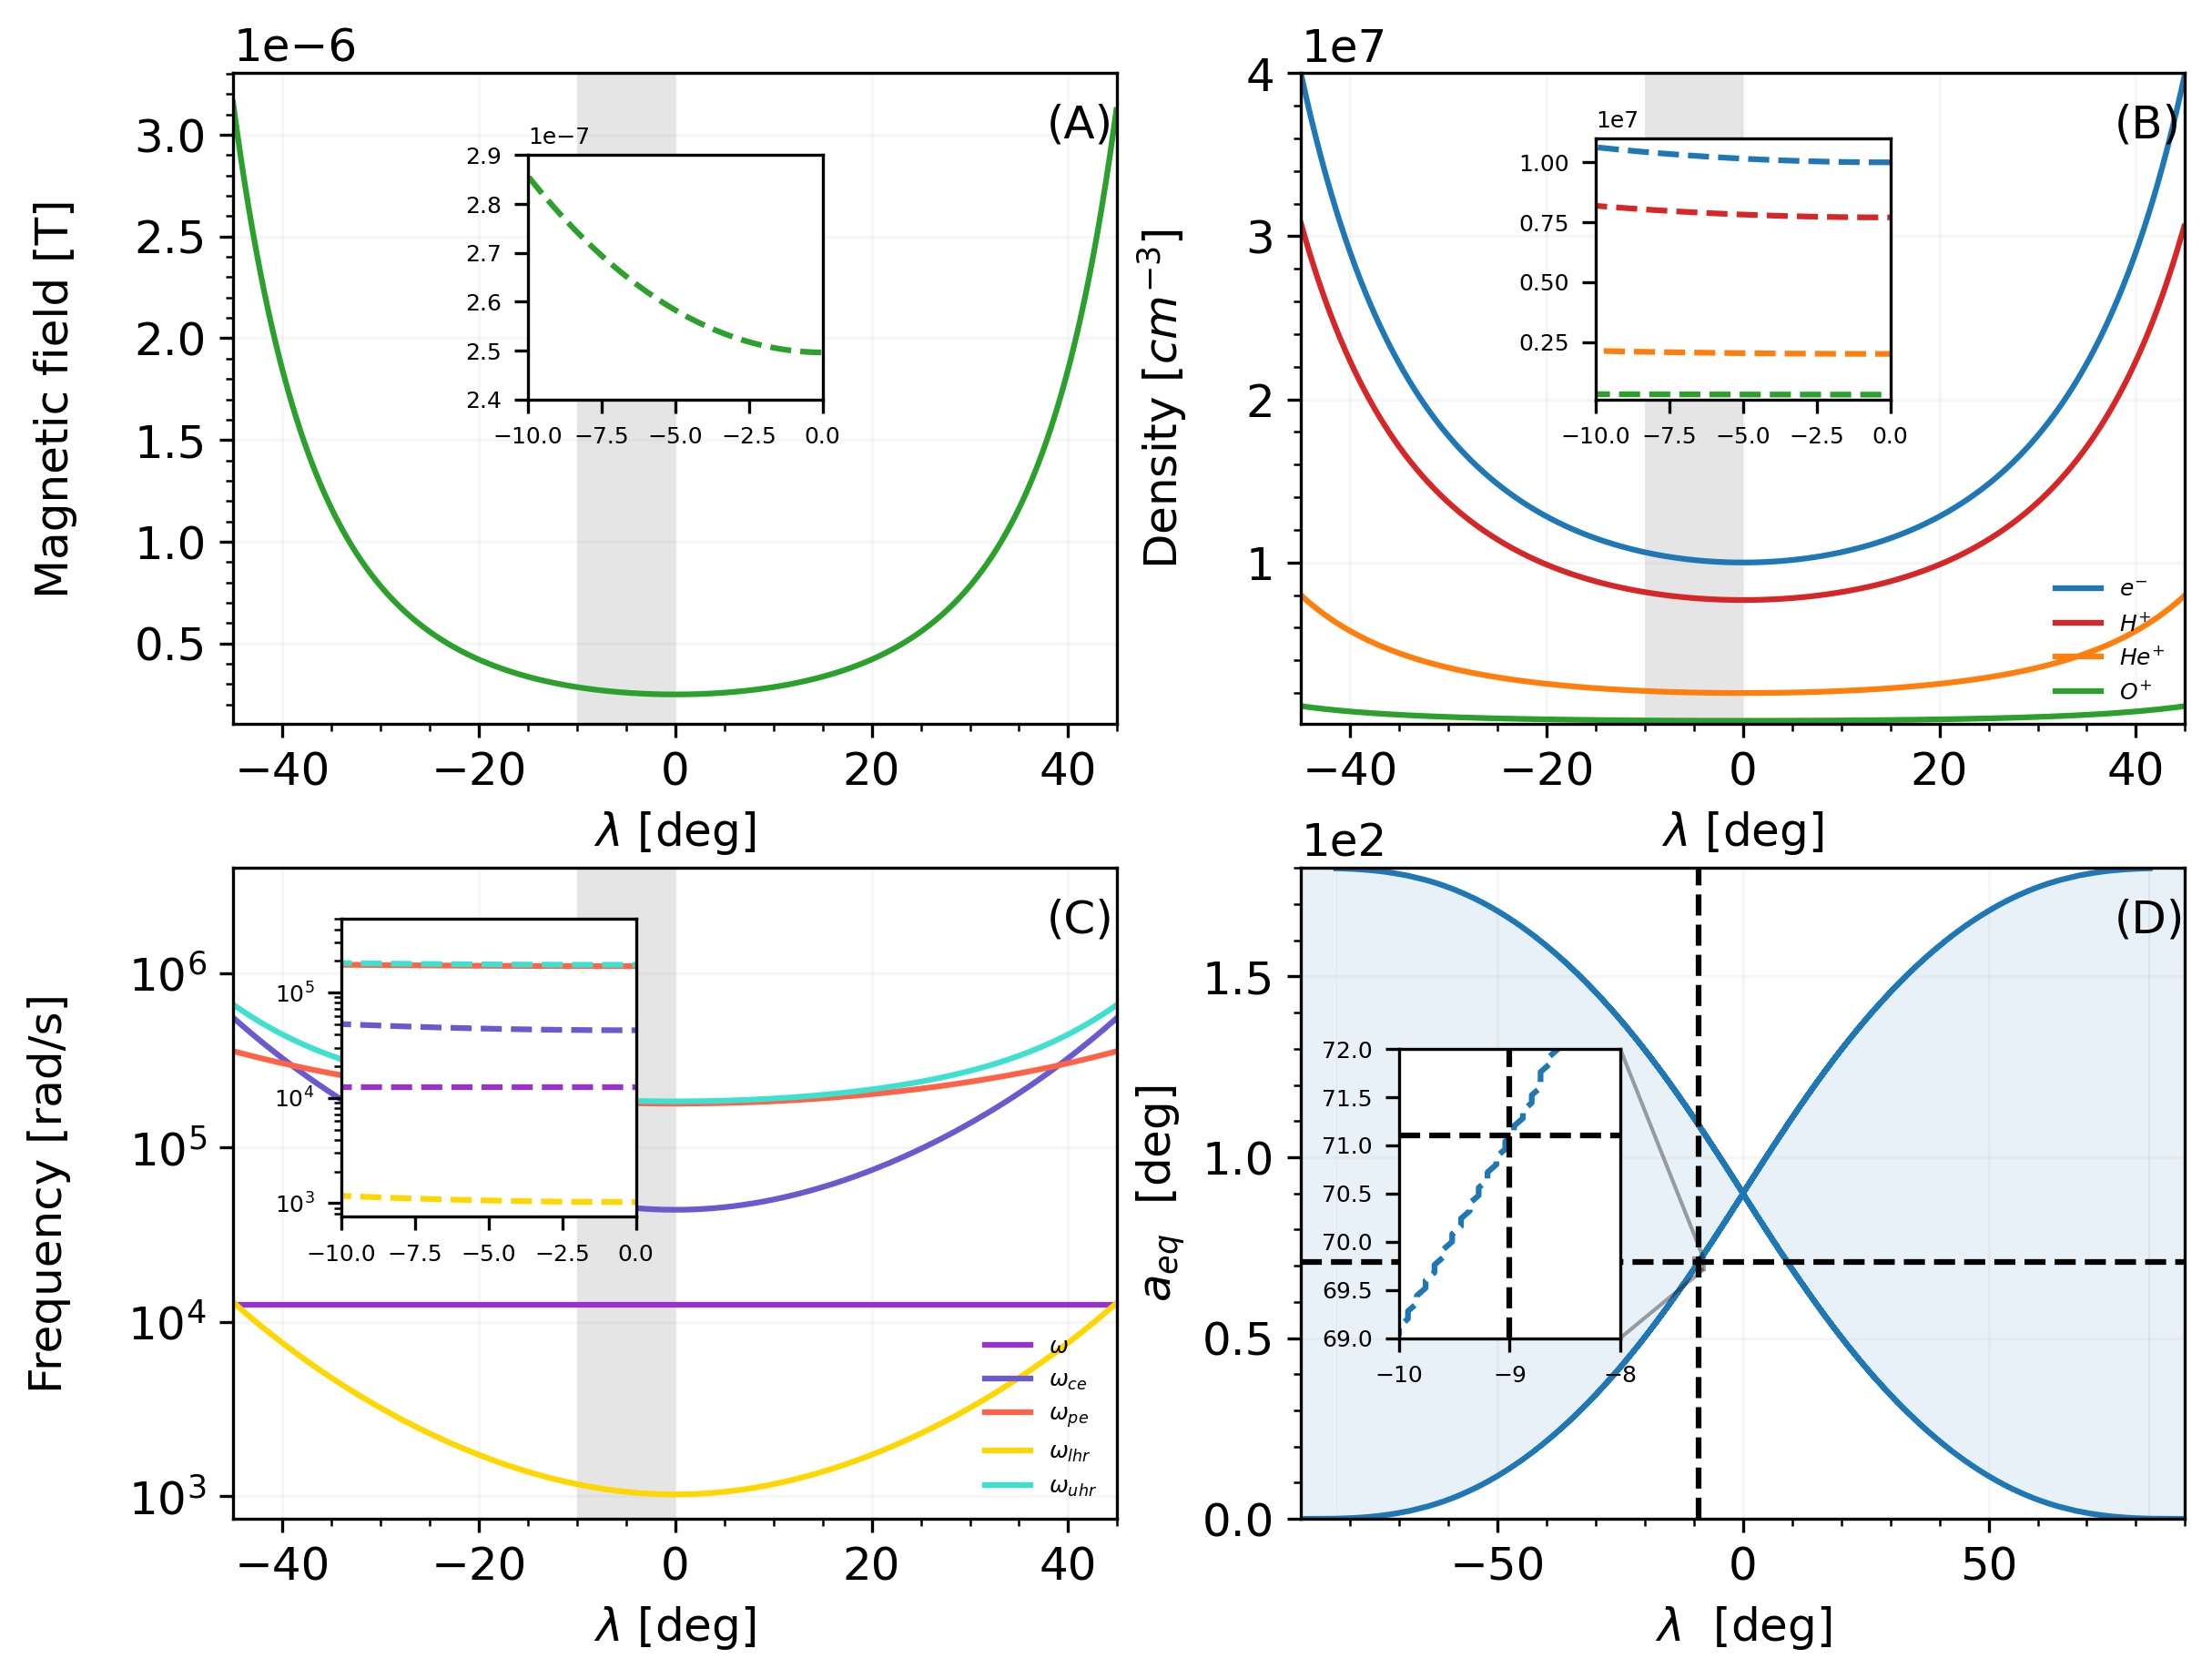 1e−6
(A)
Magnetic field [T]
3.0
2.5
2.0
1.5
1.0
0.5
1e−7
2.9
2.8
2.7
2.6
2.5
2.4
−10.0 −7.5 −5.0 −2.5 0.0
−40 −20 0 20 40
λ [deg]
1e7
(B)
Density [cm⁻³]
4
3
2
1
1e7
1.00
0.75
0.50
0.25
−10.0 −7.5 −5.0 −2.5 0.0
e⁻
H⁺
He⁺
O⁺
−40 −20 0 20 40
λ [deg]
(C)
Frequency [rad/s]
10⁶
10⁵
10⁴
10³
10⁵
10⁴
10³
−10.0 −7.5 −5.0 −2.5 0.0
ω
ω_ce
ω_pe
ω_lhr
ω_uhr
−40 −20 0 20 40
λ [deg]
1e2
(D)
a_eq [deg]
1.5
1.0
0.5
0.0
72.0
71.5
71.0
70.5
70.0
69.5
69.0
−10 −9 −8
−50 0 50
λ [deg]